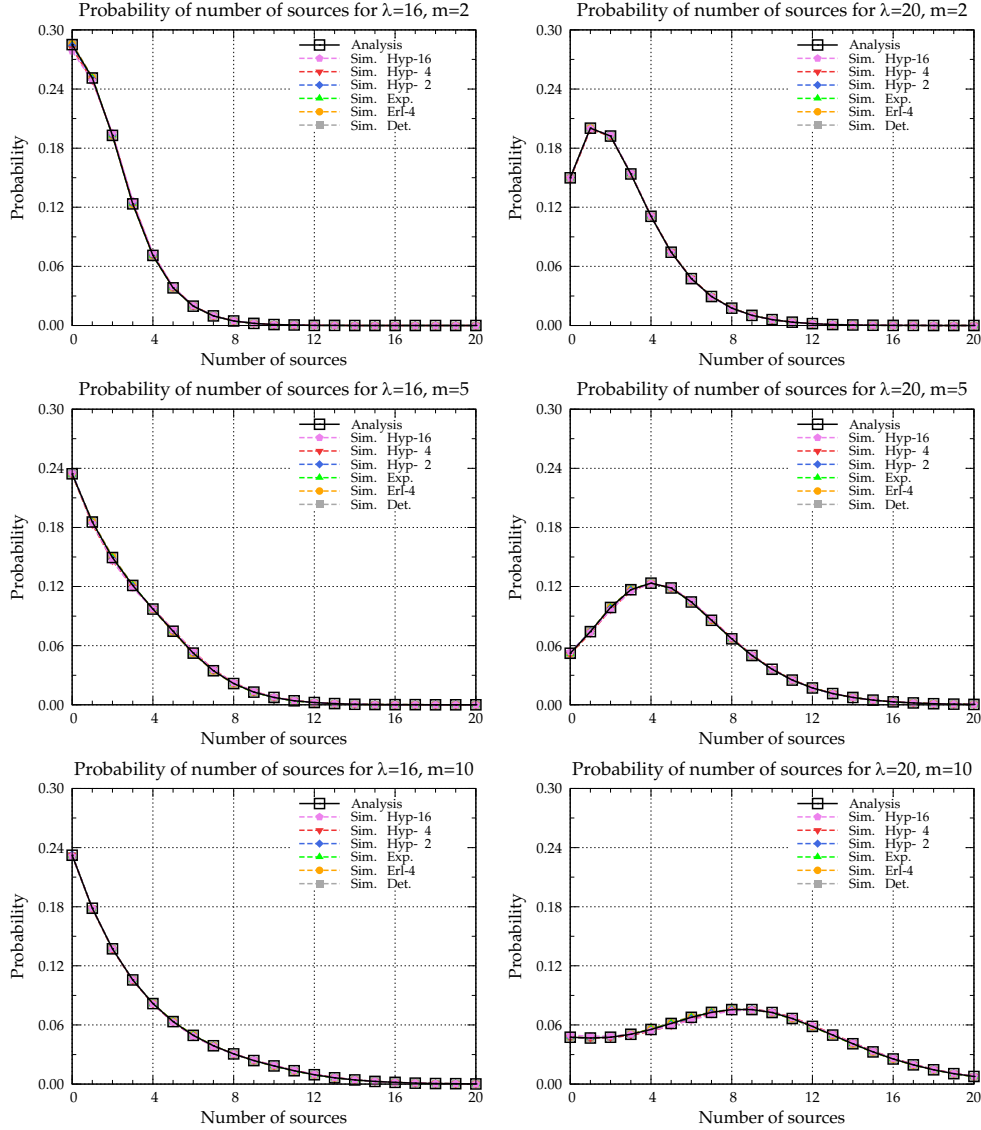 Probability of number of sources for λ=16, m=2
0.30
0.24
0.18
0.12
0.06
0.00
Probability
Analysis
Sim. Hyp-16
Sim. Hyp- 4
Sim. Hyp- 2
Sim. Exp.
Sim. Erl-4
Sim. Det.
0 4 8 12 16 20
Number of sources
Probability of number of sources for λ=20, m=2
0.30
0.24
0.18
0.12
0.06
0.00
Probability
Analysis
Sim. Hyp-16
Sim. Hyp- 4
Sim. Hyp- 2
Sim. Exp.
Sim. Erl-4
Sim. Det.
0 4 8 12 16 20
Number of sources
Probability of number of sources for λ=16, m=5
0.30
0.24
0.18
0.12
0.06
0.00
Probability
Analysis
Sim. Hyp-16
Sim. Hyp- 4
Sim. Hyp- 2
Sim. Exp.
Sim. Erl-4
Sim. Det.
0 4 8 12 16 20
Number of sources
Probability of number of sources for λ=20, m=5
0.30
0.24
0.18
0.12
0.06
0.00
Probability
Analysis
Sim. Hyp-16
Sim. Hyp- 4
Sim. Hyp- 2
Sim. Exp.
Sim. Erl-4
Sim. Det.
0 4 8 12 16 20
Number of sources
Probability of number of sources for λ=16, m=10
0.30
0.24
0.18
0.12
0.06
0.00
Probability
Analysis
Sim. Hyp-16
Sim. Hyp- 4
Sim. Hyp- 2
Sim. Exp.
Sim. Erl-4
Sim. Det.
0 4 8 12 16 20
Number of sources
Probability of number of sources for λ=20, m=10
0.30
0.24
0.18
0.12
0.06
0.00
Probability
Analysis
Sim. Hyp-16
Sim. Hyp- 4
Sim. Hyp- 2
Sim. Exp.
Sim. Erl-4
Sim. Det.
0 4 8 12 16 20
Number of sources